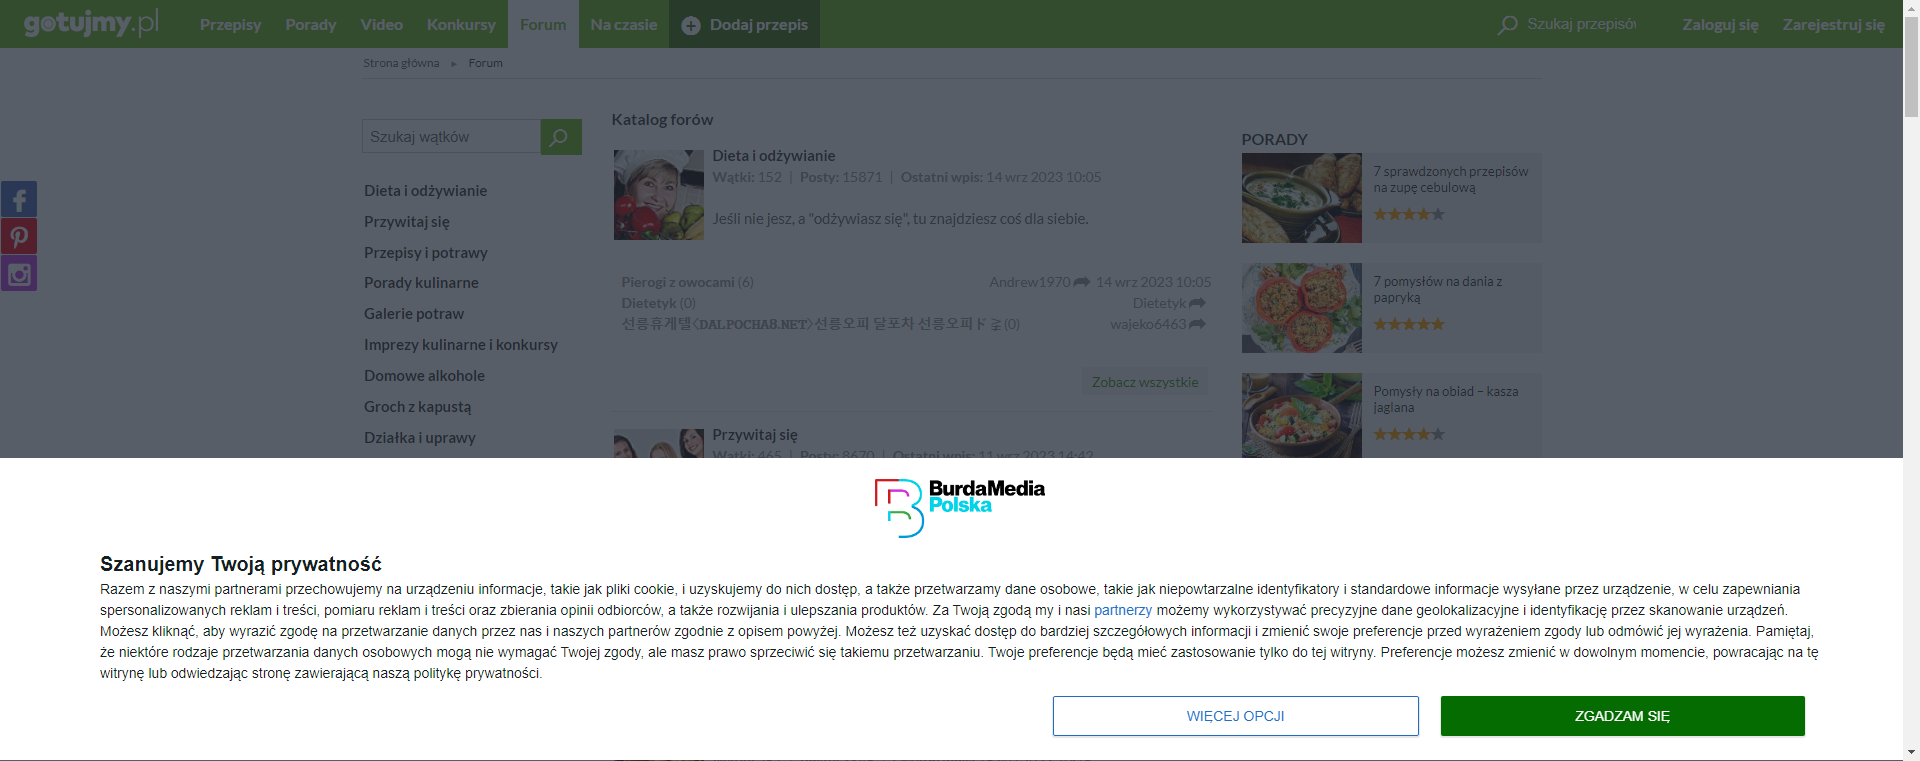 gotujmy.pl
Przepisy
Porady
Video
Konkursy
Forum
Na czasie
Dodaj przepis
Szukaj przepisów
Zaloguj się
Zarejestruj się
Strona główna » Forum
Szukaj wątków
Dieta i odżywianie
Przywitaj się
Przepisy i potrawy
Porady kulinarne
Galerie potraw
Imprezy kulinarne i konkursy
Domowe alkohole
Groch z kapustą
Działka i uprawy
Katalog forów
Dieta i odżywianie
Wątki: 152 | Posty: 15871 | Ostatni wpis: 14 wrz 2023 10:05
Jeśli nie jesz, a "odżywiasz się", tu znajdziesz coś dla siebie.
Pierogi z owocami (6) Andrew1970 14 wrz 2023 10:05
Dietetyk (0) Dietetyk
선릉휴게텔〈DALPOCHA8.NET〉선릉오피 달포차 선릉오피ド≧(0) wajeko6463
Zobacz wszystkie
Przywitaj się
Wątki: 465 | Posty: 8670 | Ostatni wpis: 11 wrz 2023 14:42
PORADY
7 sprawdzonych przepisów
na zupę cebulową
7 pomysłów na dania z
papryką
Pomysły na obiad – kasza
jaglana
BurdaMedia
Polska
Szanujemy Twoją prywatność
Razem z naszymi partnerami przechowujemy na urządzeniu informacje, takie jak pliki cookie, i uzyskujemy do nich dostęp, a także przetwarzamy dane osobowe, takie jak niepowtarzalne identyfikatory i standardowe informacje wysyłane przez urządzenie, w celu zapewniania
spersonalizowanych reklam i treści, pomiaru reklam i treści oraz zbierania opinii odbiorców, a także rozwijania i ulepszania produktów. Za Twoją zgodą my i nasi partnerzy możemy wykorzystywać precyzyjne dane geolokalizacyjne i identyfikację przez skanowanie urządzeń.
Możesz kliknąć, aby wyrazić zgodę na przetwarzanie danych przez nas i naszych partnerów zgodnie z opisem powyżej. Możesz też uzyskać dostęp do bardziej szczegółowych informacji i zmienić swoje preferencje przed wyrażeniem zgody lub odmówić jej wyrażenia. Pamiętaj,
że niektóre rodzaje przetwarzania danych osobowych mogą nie wymagać Twojej zgody, ale masz prawo sprzeciwić się takiemu przetwarzaniu. Twoje preferencje będą mieć zastosowanie tylko do tej witryny. Preferencje możesz zmienić w dowolnym momencie, powracając na tę
witrynę lub odwiedzając stronę zawierającą naszą politykę prywatności.
WIĘCEJ OPCJI
ZGADZAM SIĘ